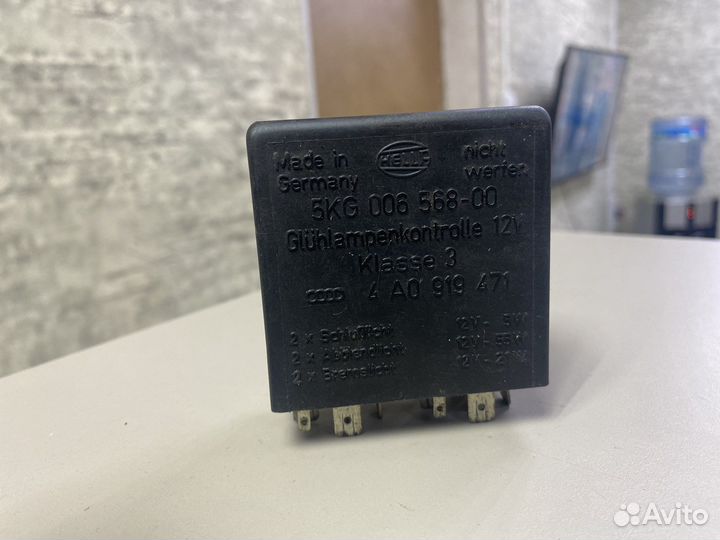 Made in
Germany
HELLA
nicht
werfen
5KG 006 568-00
Glühlampenkontrolle 12V
Klasse 3
4 A0 919 471
2 x Schlußlicht 12V - 5W
2 x Abblendlicht 12V - 55W
2 x Bremslicht 12V - 21W
Avito